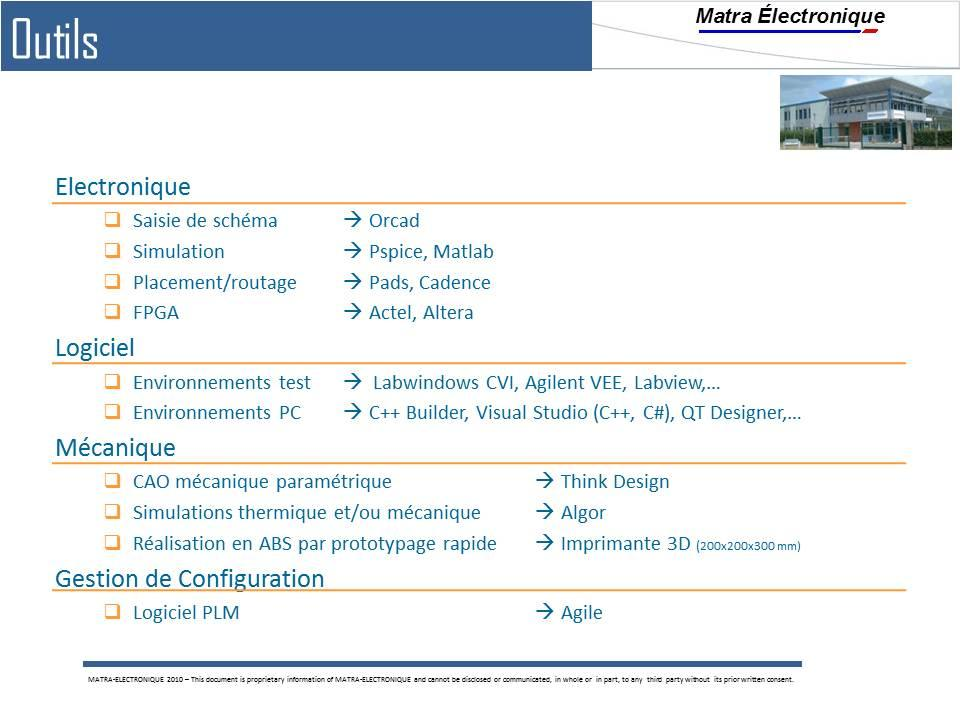 Outils
Matra Électronique
Electronique
❑ Saisie de schéma → Orcad
❑ Simulation → Pspice, Matlab
❑ Placement/routage → Pads, Cadence
❑ FPGA → Actel, Altera
Logiciel
❑ Environnements test → Labwindows CVI, Agilent VEE, Labview,...
❑ Environnements PC → C++ Builder, Visual Studio (C++, C#), QT Designer,...
Mécanique
❑ CAO mécanique paramétrique → Think Design
❑ Simulations thermique et/ou mécanique → Algor
❑ Réalisation en ABS par prototypage rapide → Imprimante 3D (200x200x300 mm)
Gestion de Configuration
❑ Logiciel PLM → Agile
MATRA-ELECTRONIQUE 2010 – This document is proprietary information of MATRA-ELECTRONIQUE and cannot be disclosed or communicated, in whole or in part, to any third party without its prior written consent.